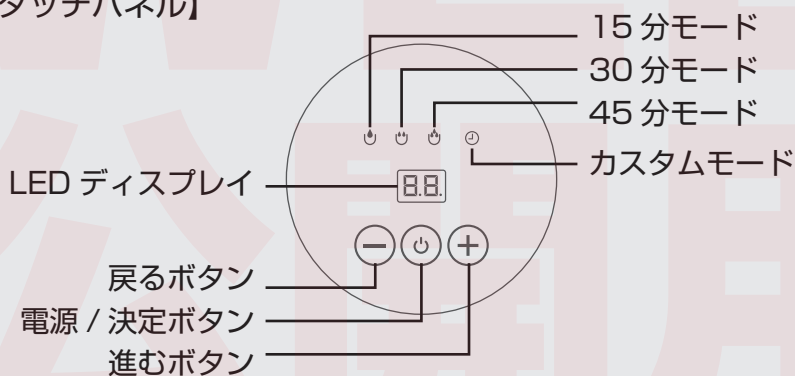 タッチパネル】
15 分モード
30 分モード
45 分モード
カスタムモード
LED ディスプレイ
8.8.
戻るボタン
電源 / 決定ボタン
進むボタン